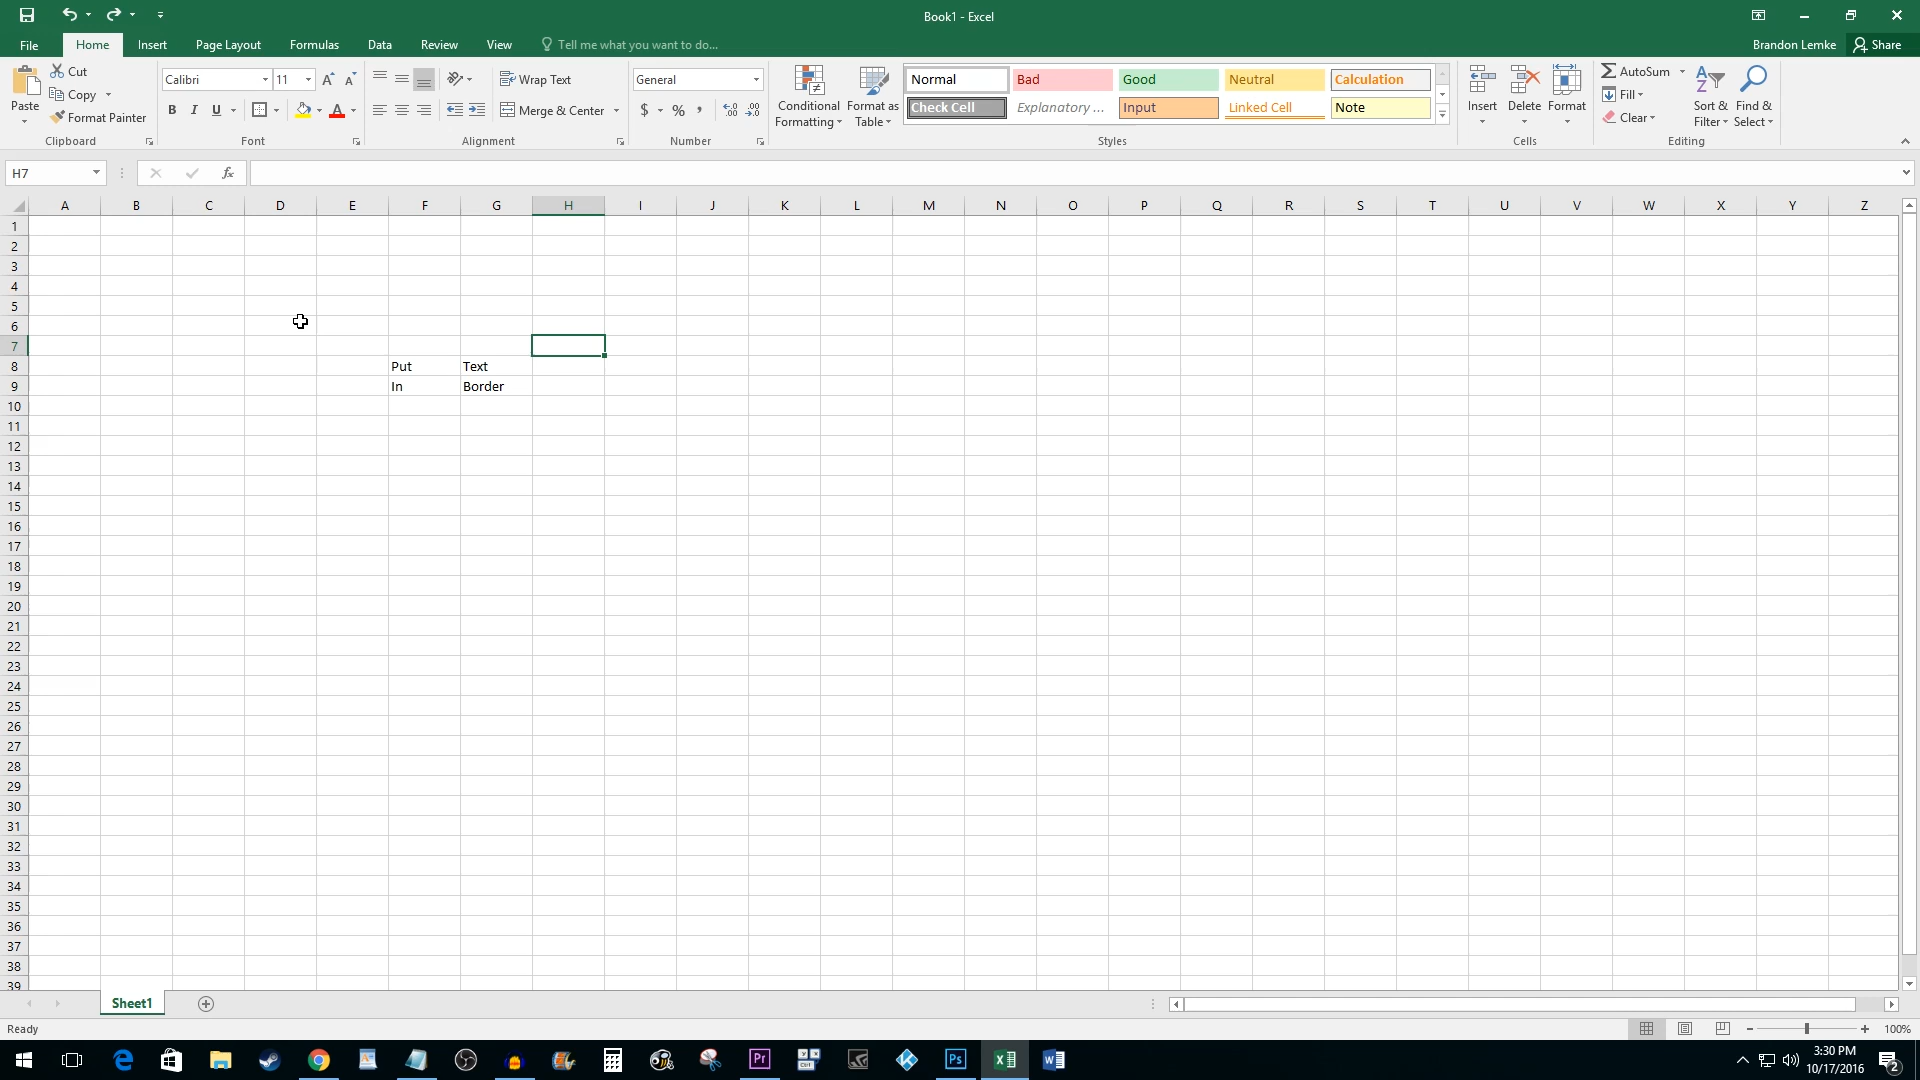 Book1 - Excel
File Home Insert Page Layout Formulas Data Review View Tell me what you want to do... Brandon Lemke Share
Paste Cut Copy Format Painter Clipboard
Calibri 11 B I U A Font
Wrap Text Merge & Center Alignment
General $ % , Number
Conditional Formatting Format as Table
Normal Bad Good Neutral Calculation
Check Cell Explanatory ... Input Linked Cell Note
Styles
Insert Delete Format Cells
AutoSum Fill Clear Sort & Filter Find & Select Editing
H7 fx
A B C D E F G H I J K L M N O P Q R S T U V W X Y Z
1
2
3
4
5
6
7
8 Put Text
9 In Border
10
11
12
13
14
15
16
17
18
19
20
21
22
23
24
25
26
27
28
29
30
31
32
33
34
35
36
37
38
39
Sheet1
Ready 100%
3:30 PM
10/17/2016
2